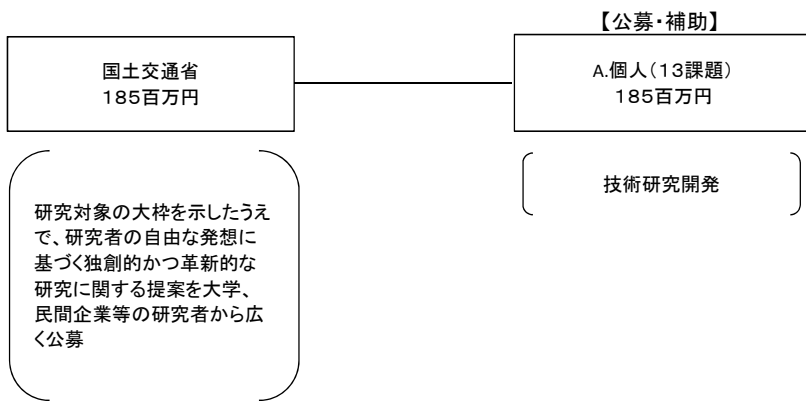 【公募・補助】
国土交通省
185百万円
A.個人(13課題)
185百万円
研究対象の大枠を示したうえ
で、研究者の自由な発想に
基づく独創的かつ革新的な
研究に関する提案を大学、
民間企業等の研究者から広
く公募
技術研究開発